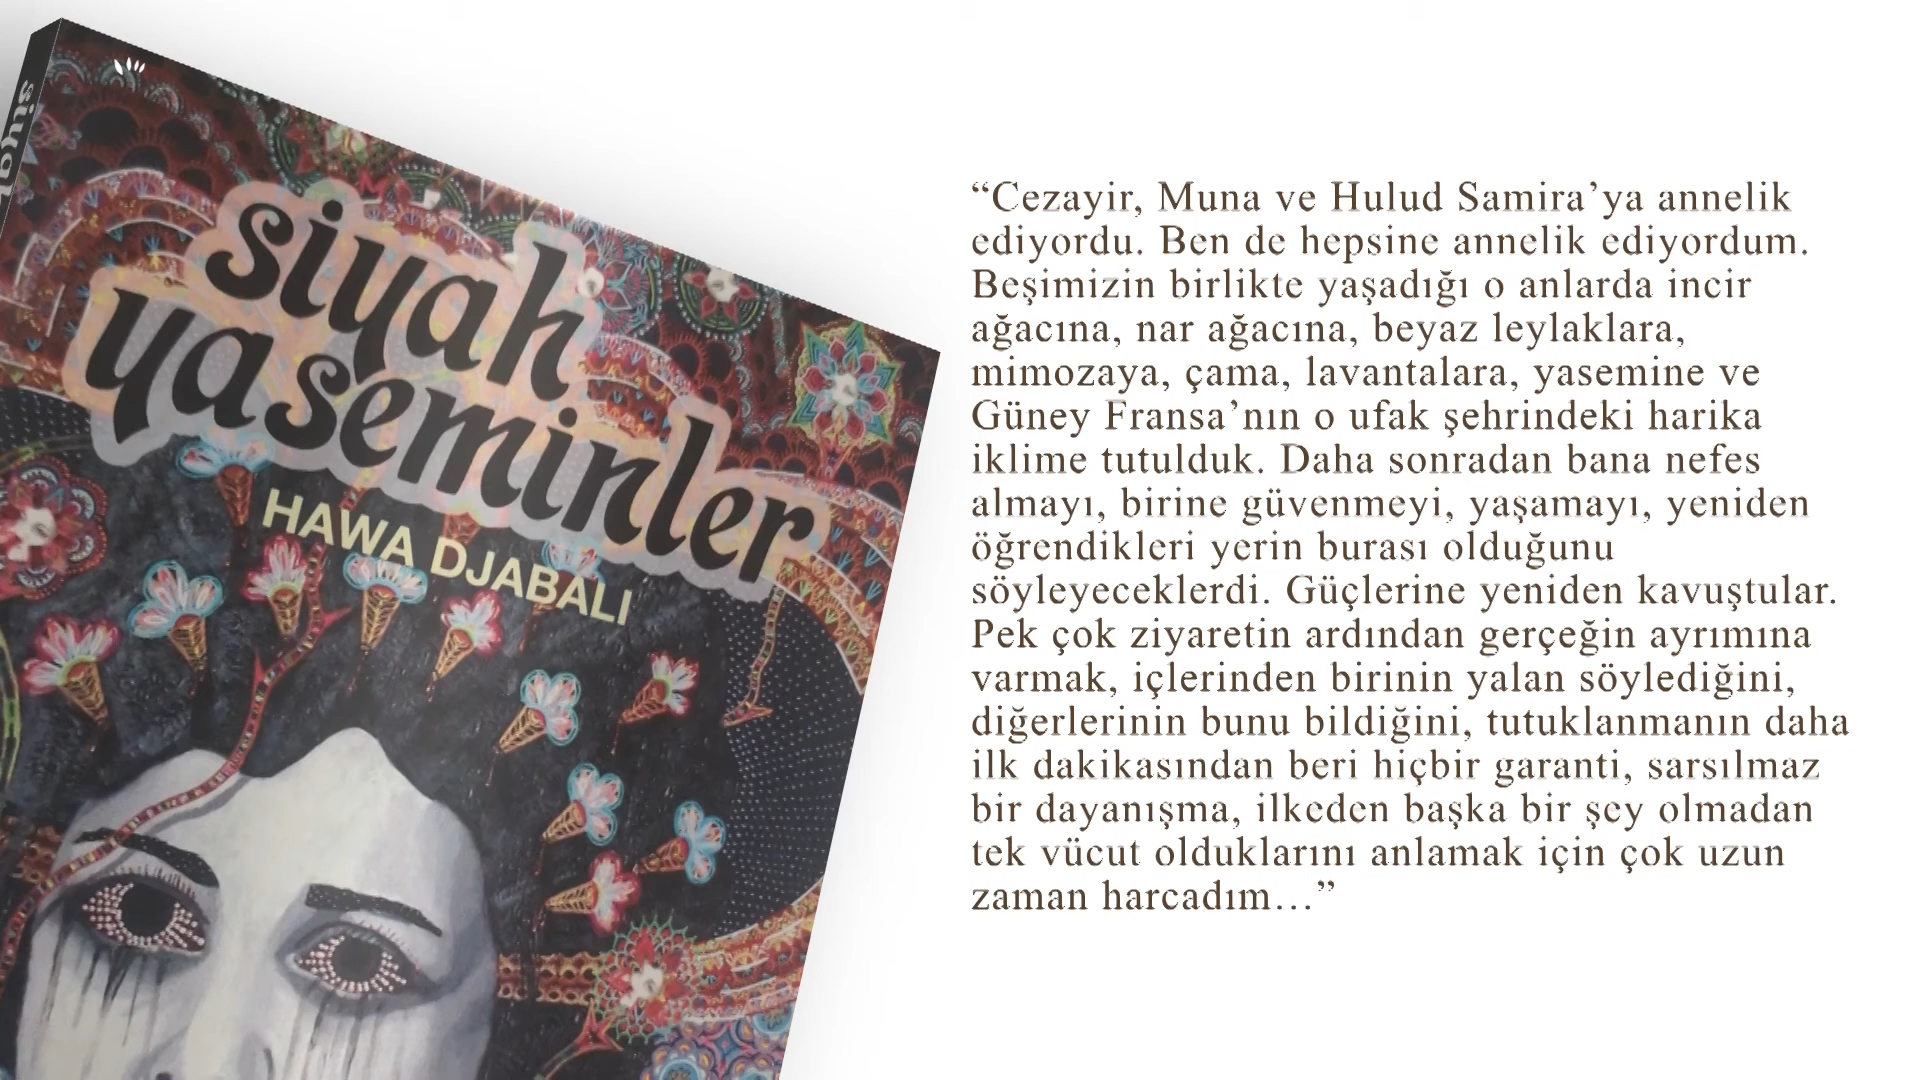 siyah
siyah
yaseminler
HAWA DJABALI
“Cezayir, Muna ve Hulud Samira’ya annelik
ediyordu. Ben de hepsine annelik ediyordum.
Beşimizin birlikte yaşadığı o anlarda incir
ağacına, nar ağacına, beyaz leylaklara,
mimozaya, çama, lavantalara, yasemine ve
Güney Fransa’nın o ufak şehrindeki harika
iklime tutulduk. Daha sonradan bana nefes
almayı, birine güvenmeyi, yaşamayı, yeniden
öğrendikleri yerin burası olduğunu
söyleyeceklerdi. Güçlerine yeniden kavuştular.
Pek çok ziyaretin ardından gerçeğin ayrımına
varmak, içlerinden birinin yalan söylediğini,
diğerlerinin bunu bildiğini, tutuklanmanın daha
ilk dakikasından beri hiçbir garanti, sarsılmaz
bir dayanışma, ilkeden başka bir şey olmadan
tek vücut olduklarını anlamak için çok uzun
zaman harcadım…”